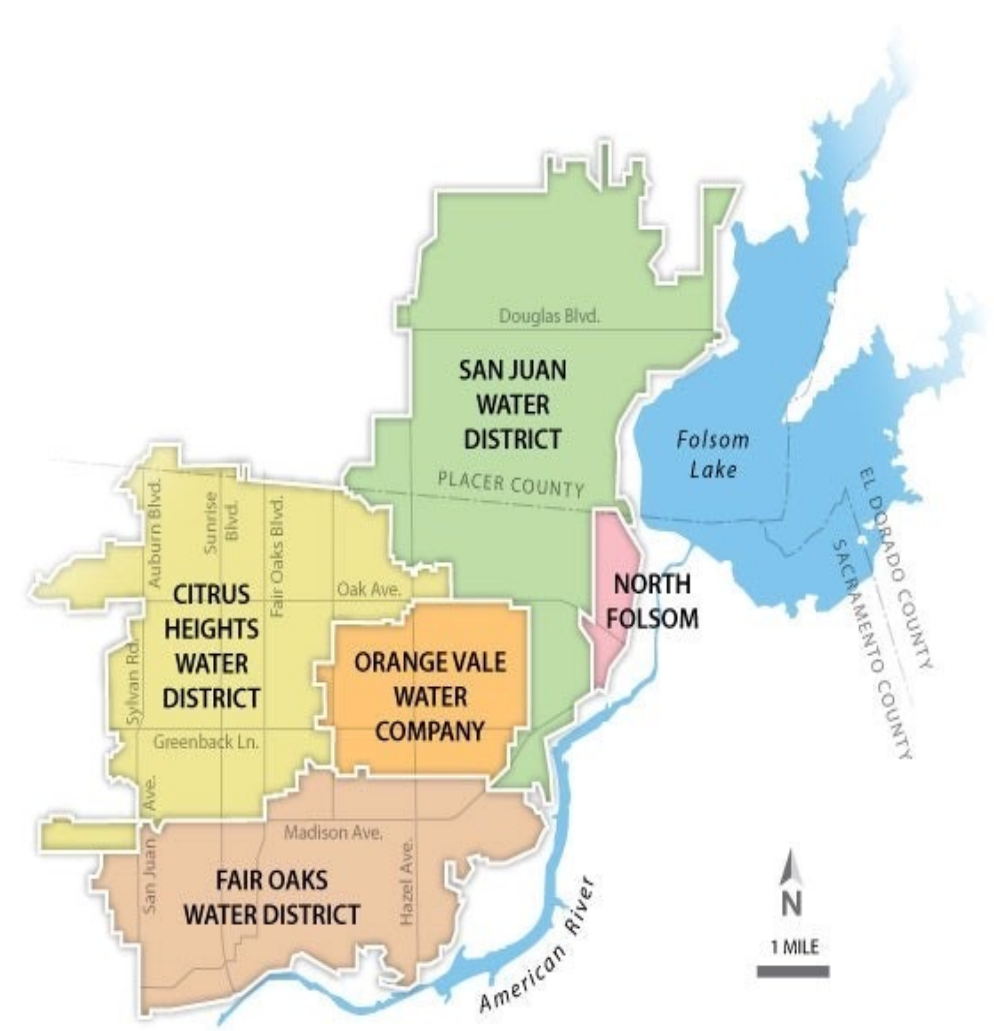 Douglas Blvd.
SAN JUAN
WATER
DISTRICT
Folsom
Lake
PLACER COUNTY
EL DORADO COUNTY
SACRAMENTO COUNTY
Auburn Blvd.
Sunrise
Blvd.
Fair Oaks Blvd.
Oak Ave.
NORTH
FOLSOM
CITRUS
HEIGHTS
WATER
DISTRICT
Sylvan Rd.
ORANGE VALE
WATER
COMPANY
Greenback Ln.
San Juan Ave.
Madison Ave.
Hazel Ave.
FAIR OAKS
WATER DISTRICT
American River
N
1 MILE